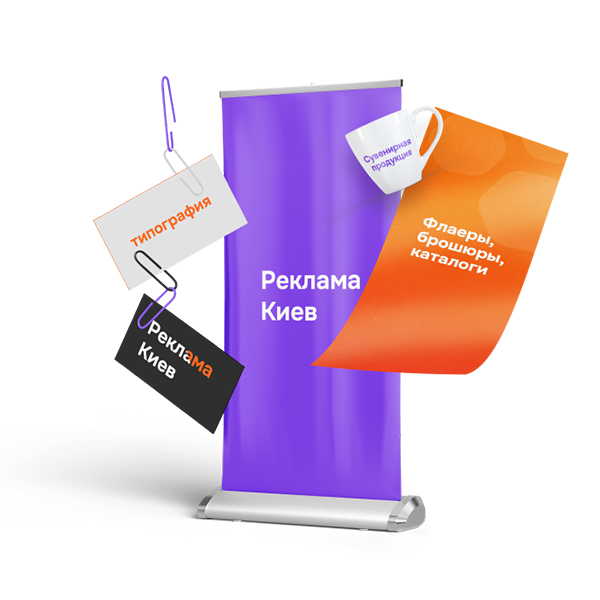 Сувенирная
продукция
типография
Флаеры,
брошюры,
каталоги
Реклама
Киев
Реклама
Киев